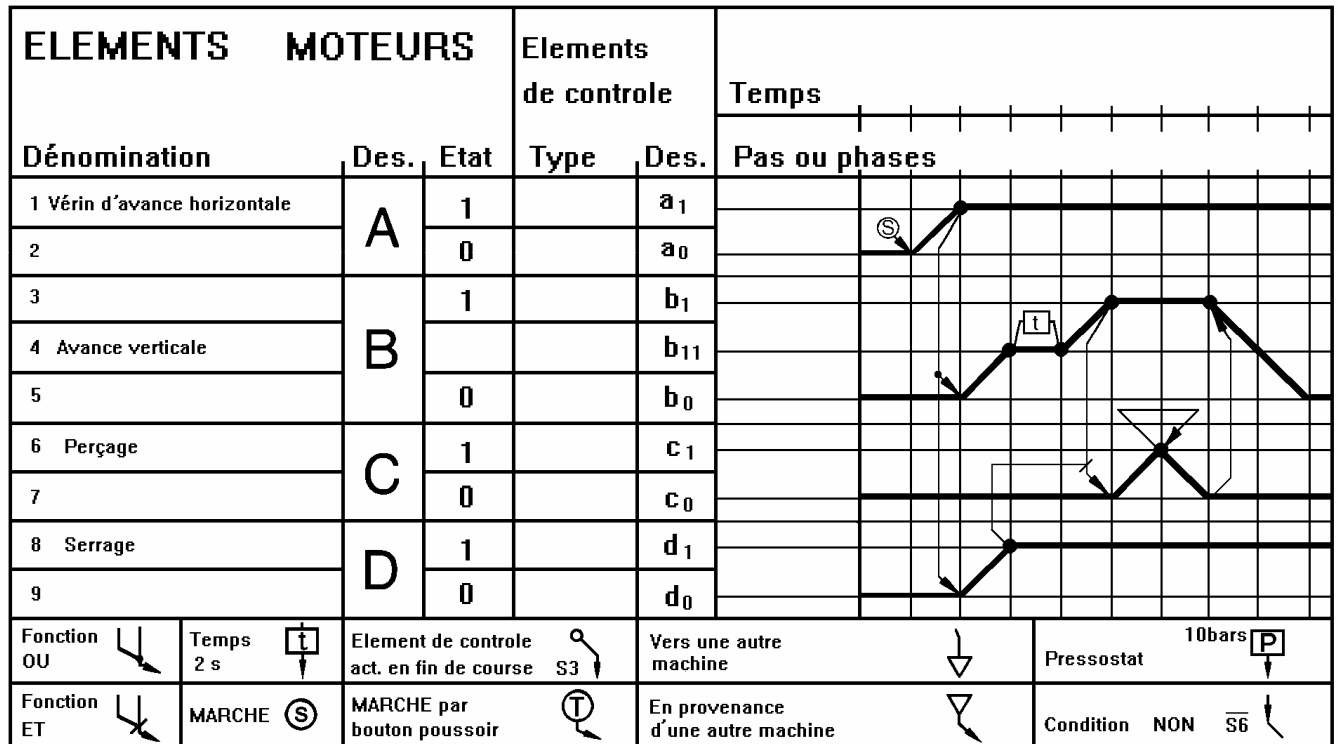 ELEMENTS MOTEURS
Elements
de controle
Temps
Dénomination Des. Etat Type Des. Pas ou phases
1 Vérin d'avance horizontale A 1 a1
2 0 a0
S
3 B 1 b1
4 Avance verticale b11
t
5 0 b0
6 Perçage C 1 c1
7 0 c0
8 Serrage D 1 d1
9 0 d0
Fonction
OU
Temps
2 s
t
Element de controle
act. en fin de course S3
Vers une autre
machine
10bars P
Pressostat
Fonction
ET
MARCHE S
MARCHE par
bouton poussoir
T
En provenance
d'une autre machine
Condition NON S6